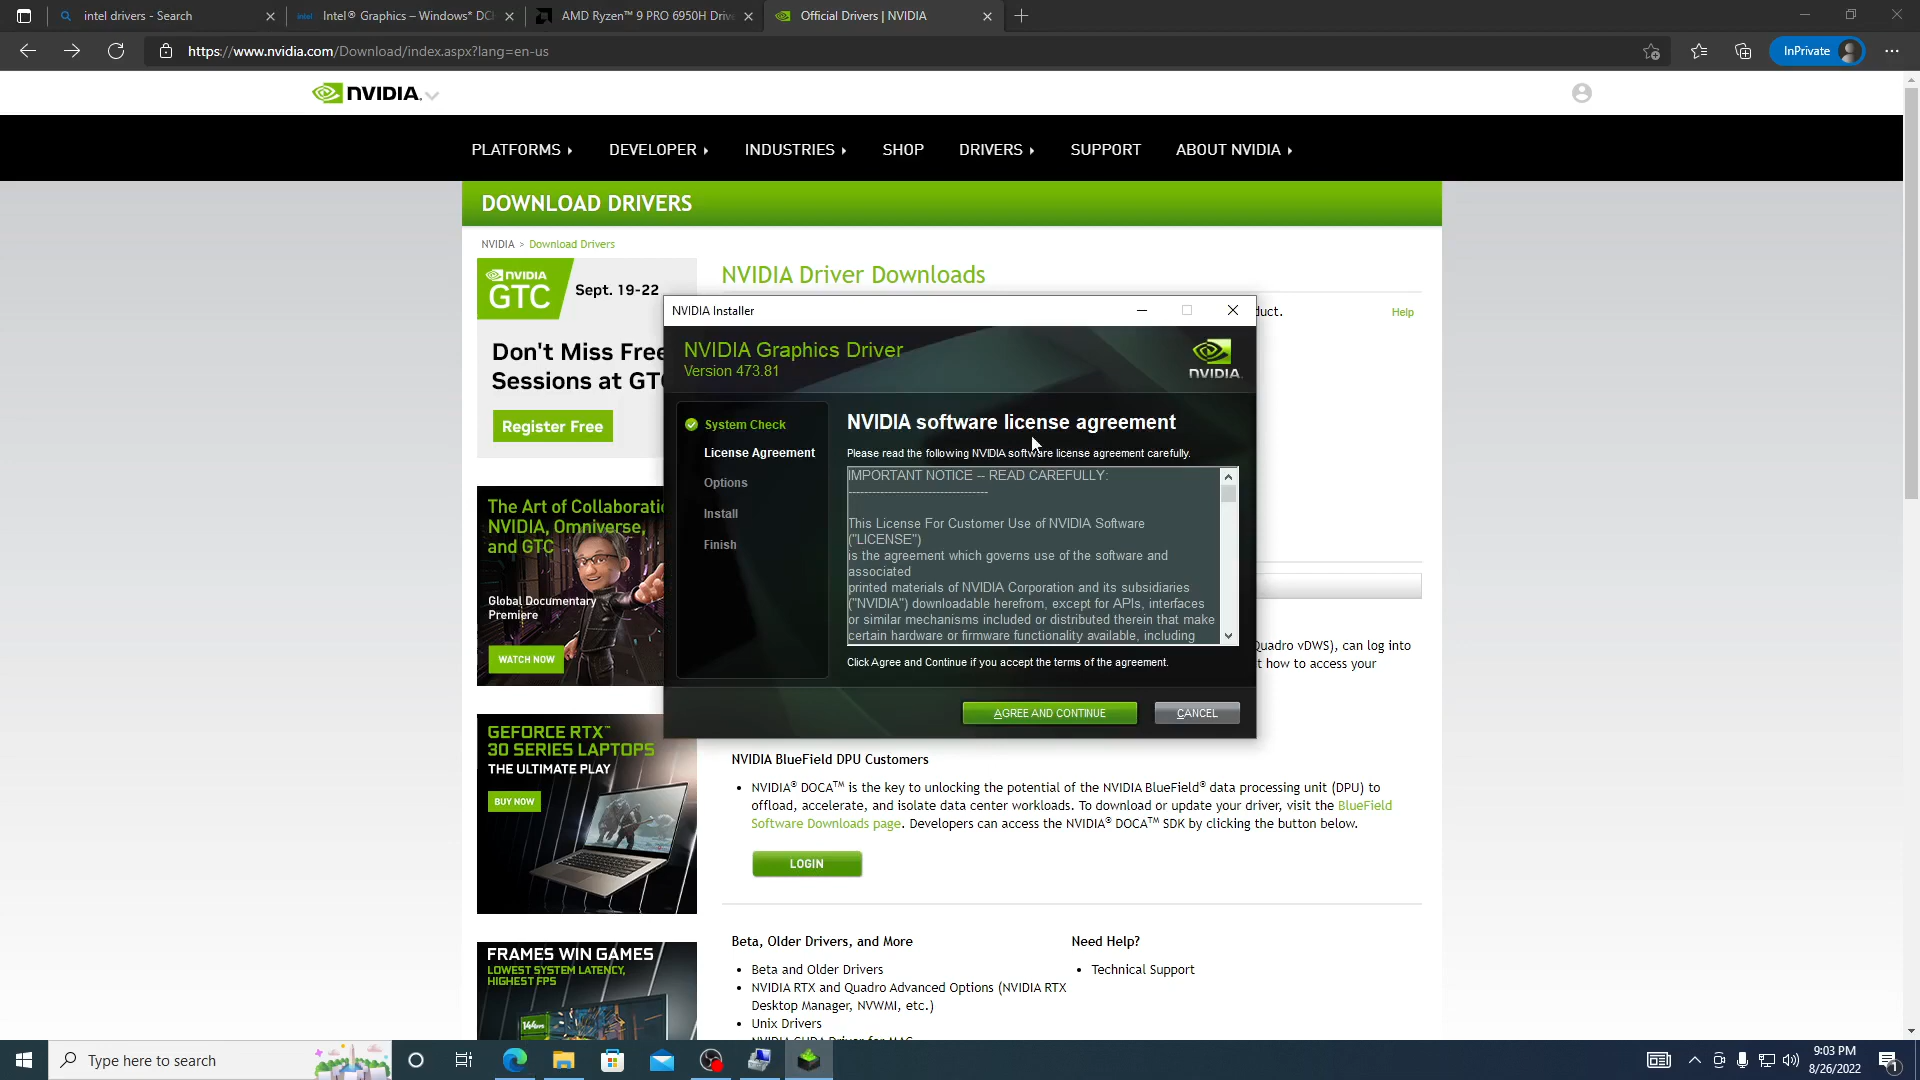 intel drivers - Search
Intel® Graphics – Windows* DC
AMD Ryzen™ 9 PRO 6950H Driv
Official Drivers | NVIDIA
https://www.nvidia.com/Download/index.aspx?lang=en-us
InPrivate
NVIDIA.
PLATFORMS
DEVELOPER
INDUSTRIES
SHOP
DRIVERS
SUPPORT
ABOUT NVIDIA
DOWNLOAD DRIVERS
NVIDIA > Download Drivers
NVIDIA
GTC
Sept. 19-22
Don't Miss Free
Sessions at GT
Register Free
NVIDIA Driver Downloads
duct.
Help
NVIDIA Installer
NVIDIA Graphics Driver
Version 473.81
NVIDIA.
System Check
License Agreement
Options
Install
Finish
NVIDIA software license agreement
Please read the following NVIDIA software license agreement carefully.
IMPORTANT NOTICE -- READ CAREFULLY:
-----------------------------------
This License For Customer Use of NVIDIA Software
("LICENSE")
is the agreement which governs use of the software and
associated
printed materials of NVIDIA Corporation and its subsidiaries
("NVIDIA") downloadable herefrom, except for APIs, interfaces
or similar mechanisms included or distributed therein that make
certain hardware or firmware functionality available, including
Click Agree and Continue if you accept the terms of the agreement.
AGREE AND CONTINUE
CANCEL
The Art of Collaborati
NVIDIA, Omniverse,
and GTC
Global Documentary
Premiere
WATCH NOW
Quadro vDWS), can log into
t how to access your
GEFORCE RTX™
30 SERIES LAPTOPS
THE ULTIMATE PLAY
BUY NOW
NVIDIA BlueField DPU Customers
• NVIDIA® DOCA™ is the key to unlocking the potential of the NVIDIA BlueField® data processing unit (DPU) to
offload, accelerate, and isolate data center workloads. To download or update your driver, visit the BlueField
Software Downloads page. Developers can access the NVIDIA® DOCA™ SDK by clicking the button below.
LOGIN
FRAMES WIN GAMES
LOWEST SYSTEM LATENCY,
HIGHEST FPS
Beta, Older Drivers, and More
• Beta and Older Drivers
• NVIDIA RTX and Quadro Advanced Options (NVIDIA RTX
Desktop Manager, NVWMI, etc.)
• Unix Drivers
Need Help?
• Technical Support
Type here to search
9:03 PM
8/26/2022
1